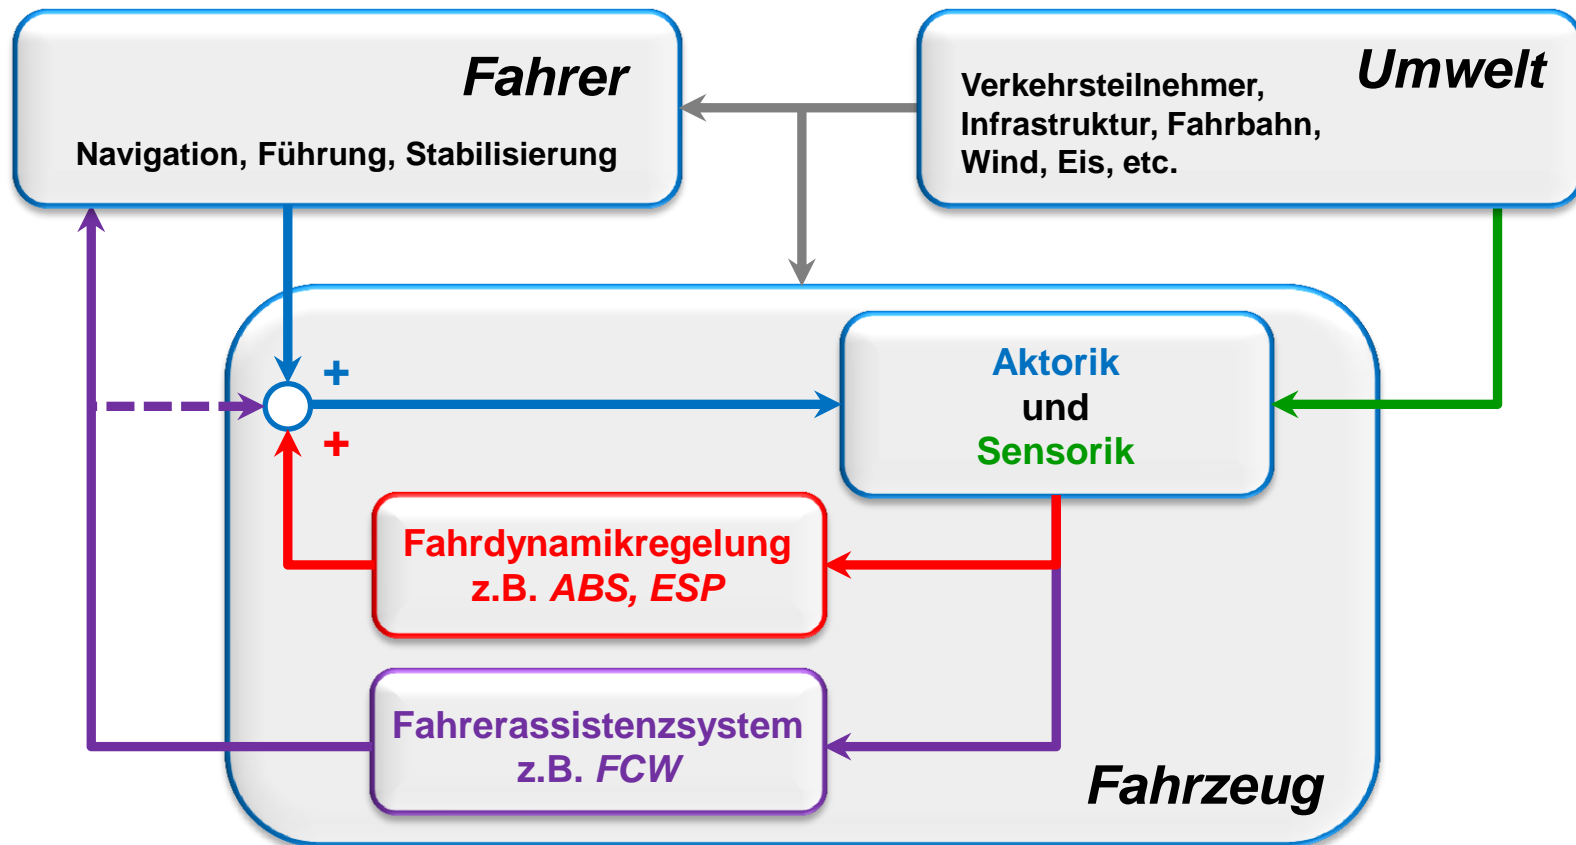 Fahrer
Navigation, Führung, Stabilisierung
Umwelt
Verkehrsteilnehmer,
Infrastruktur, Fahrbahn,
Wind, Eis, etc.
+
+
Aktorik
und
Sensorik
Fahrdynamikregelung
z.B. ABS, ESP
Fahrerassistenzsystem
z.B. FCW
Fahrzeug